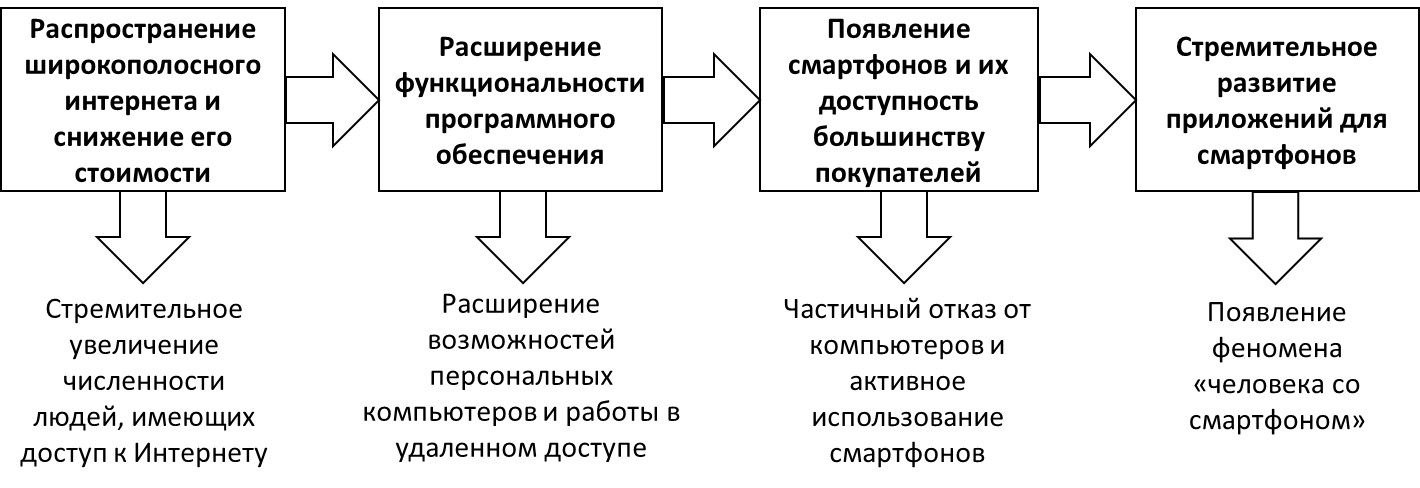 Распространение
широкополосного
интернета и
снижение его
стоимости
Расширение
функциональности
программного
обеспечения
Появление
смартфонов и их
доступность
большинству
покупателей
Стремительное
развитие
приложений для
смартфонов
Стремительное
увеличение
численности
людей, имеющих
доступ к Интернету
Расширение
возможностей
персональных
компьютеров и работы в
удаленном доступе
Частичный отказ от
компьютеров и
активное
использование
смартфонов
Появление
феномена
«человека со
смартфоном»